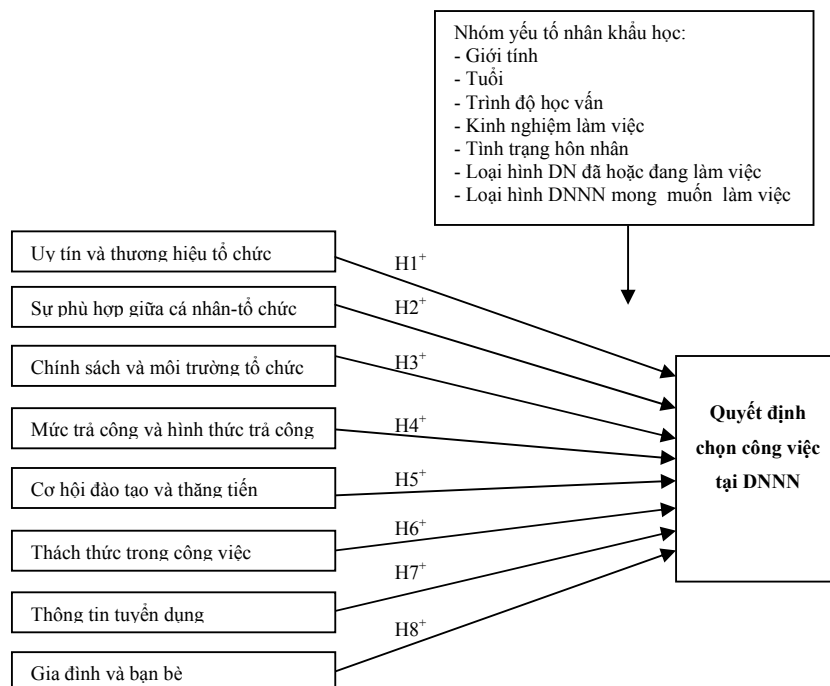 Nhóm yếu tố nhân khẩu học:
- Giới tính
- Tuổi
- Trình độ học vấn
- Kinh nghiệm làm việc
- Tình trạng hôn nhân
- Loại hình DN đã hoặc đang làm việc
- Loại hình DNNN mong muốn làm việc
Uy tín và thương hiệu tổ chức
H1+
Sự phù hợp giữa cá nhân-tổ chức
H2+
Chính sách và môi trường tổ chức
H3+
Mức trả công và hình thức trả công
H4+
Cơ hội đào tạo và thăng tiến
H5+
Thách thức trong công việc
H6+
Thông tin tuyển dụng
H7+
Gia đình và bạn bè
H8+
Quyết định
chọn công việc
tại DNNN